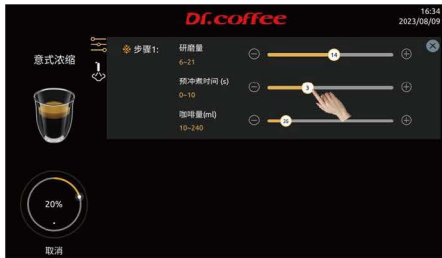 Dr.coffee
16:34
2023/08/09
意式浓缩
步骤1:
研磨量
6~21
14
预冲煮时间 (s)
0~10
3
咖啡量(ml)
10~240
35
20%
取消